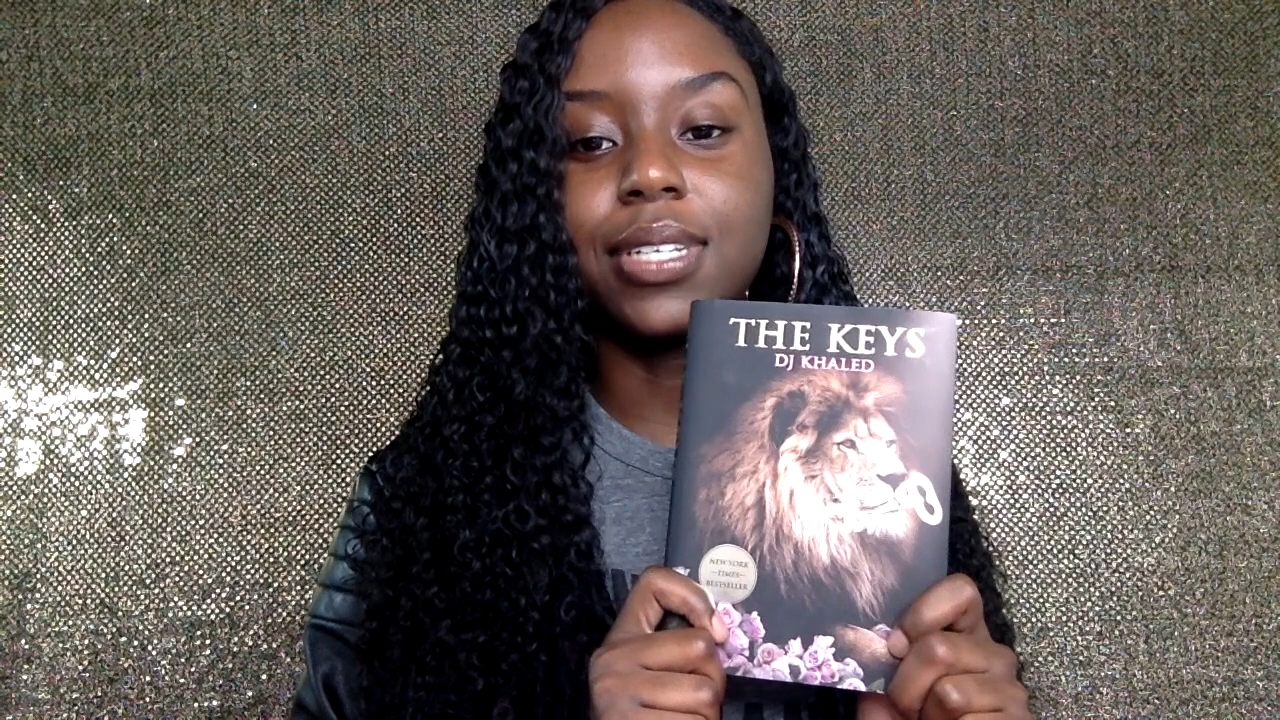 THE KEYS
DJ KHALED
NEW YORK
—TIMES—
BESTSELLER